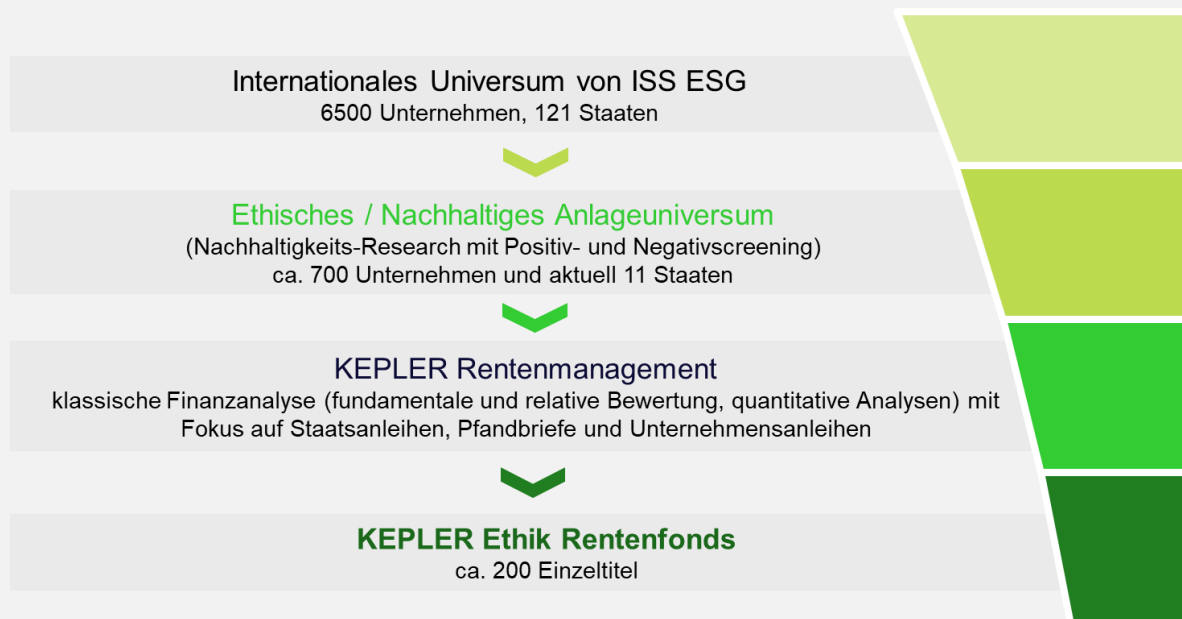 Internationales Universum von ISS ESG
6500 Unternehmen, 121 Staaten
Ethisches / Nachhaltiges Anlageuniversum
(Nachhaltigkeits-Research mit Positiv- und Negativscreening)
ca. 700 Unternehmen und aktuell 11 Staaten
KEPLER Rentenmanagement
klassische Finanzanalyse (fundamentale und relative Bewertung, quantitative Analysen) mit
Fokus auf Staatsanleihen, Pfandbriefe und Unternehmensanleihen
KEPLER Ethik Rentenfonds
ca. 200 Einzeltitel